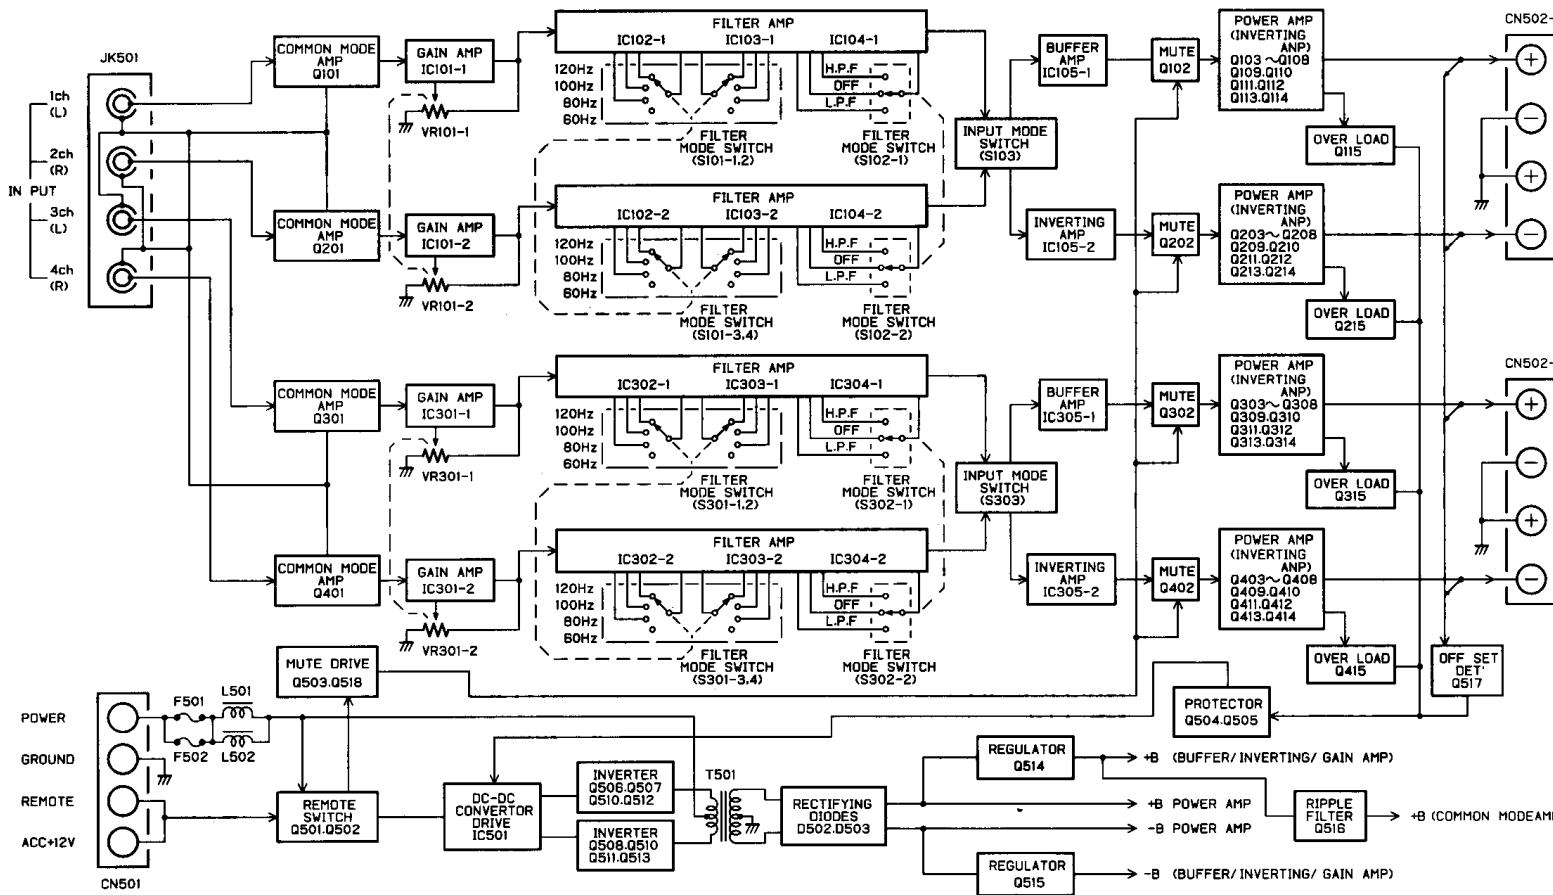 JK501
1ch
(L)
2ch
(R)
IN PUT
3ch
(L)
4ch
(R)
COMMON MODE
AMP
Q101
GAIN AMP
IC101-1
VR101-1
FILTER AMP
IC102-1 IC103-1 IC104-1
120Hz
100Hz
80Hz
60Hz
H.P.F
OFF
L.P.F
FILTER
MODE SWITCH
(S101-1.2)
FILTER
MODE SWITCH
(S102-1)
INPUT MODE
SWITCH
(S103)
BUFFER
AMP
IC105-1
MUTE
Q102
POWER AMP
(INVERTING
ANP)
Q103~Q108
Q109.Q110
Q111.Q112
Q113.Q114
OVER LOAD
Q115
CN502-
+
-
+
-
COMMON MODE
AMP
Q201
GAIN AMP
IC101-2
VR101-2
FILTER AMP
IC102-2 IC103-2 IC104-2
120Hz
100Hz
80Hz
60Hz
H.P.F
OFF
L.P.F
FILTER
MODE SWITCH
(S101-3.4)
FILTER
MODE SWITCH
(S102-2)
INVERTING
AMP
IC105-2
MUTE
Q202
POWER AMP
(INVERTING
ANP)
Q203~Q208
Q209.Q210
Q211.Q212
Q213.Q214
OVER LOAD
Q215
COMMON MODE
AMP
Q301
GAIN AMP
IC301-1
VR301-1
FILTER AMP
IC302-1 IC303-1 IC304-1
120Hz
100Hz
80Hz
60Hz
H.P.F
OFF
L.P.F
FILTER
MODE SWITCH
(S301-1.2)
FILTER
MODE SWITCH
(S302-1)
INPUT MODE
SWITCH
(S303)
BUFFER
AMP
IC305-1
MUTE
Q302
POWER AMP
(INVERTING
ANP)
Q303~Q308
Q309.Q310
Q311.Q312
Q313.Q314
OVER LOAD
Q315
CN502-
+
-
+
-
COMMON MODE
AMP
Q401
GAIN AMP
IC301-2
VR301-2
FILTER AMP
IC302-2 IC303-2 IC304-2
120Hz
100Hz
80Hz
60Hz
H.P.F
OFF
L.P.F
FILTER
MODE SWITCH
(S301-3.4)
FILTER
MODE SWITCH
(S302-2)
INVERTING
AMP
IC305-2
MUTE
Q402
POWER AMP
(INVERTING
ANP)
Q403~Q408
Q409.Q410
Q411.Q412
Q413.Q414
OVER LOAD
Q415
OFF SET
DET'
Q517
MUTE DRIVE
Q503.Q518
PROTECTOR
Q504.Q505
POWER
GROUND
REMOTE
ACC+12V
CN501
F501
F502
L501
L502
REMOTE
SWITCH
Q501.Q502
DC-DC
CONVERTOR
DRIVE
IC501
INVERTER
Q506.Q507
Q510.Q512
INVERTER
Q508.Q510
Q511.Q513
T501
RECTIFYING
DIODES
D502.D503
REGULATOR
Q514
REGULATOR
Q515
+B (BUFFER/INVERTING/GAIN AMP)
+B POWER AMP
-B POWER AMP
-B (BUFFER/INVERTING/GAIN AMP)
RIPPLE
FILTER
Q516
+B (COMMON MODEAM